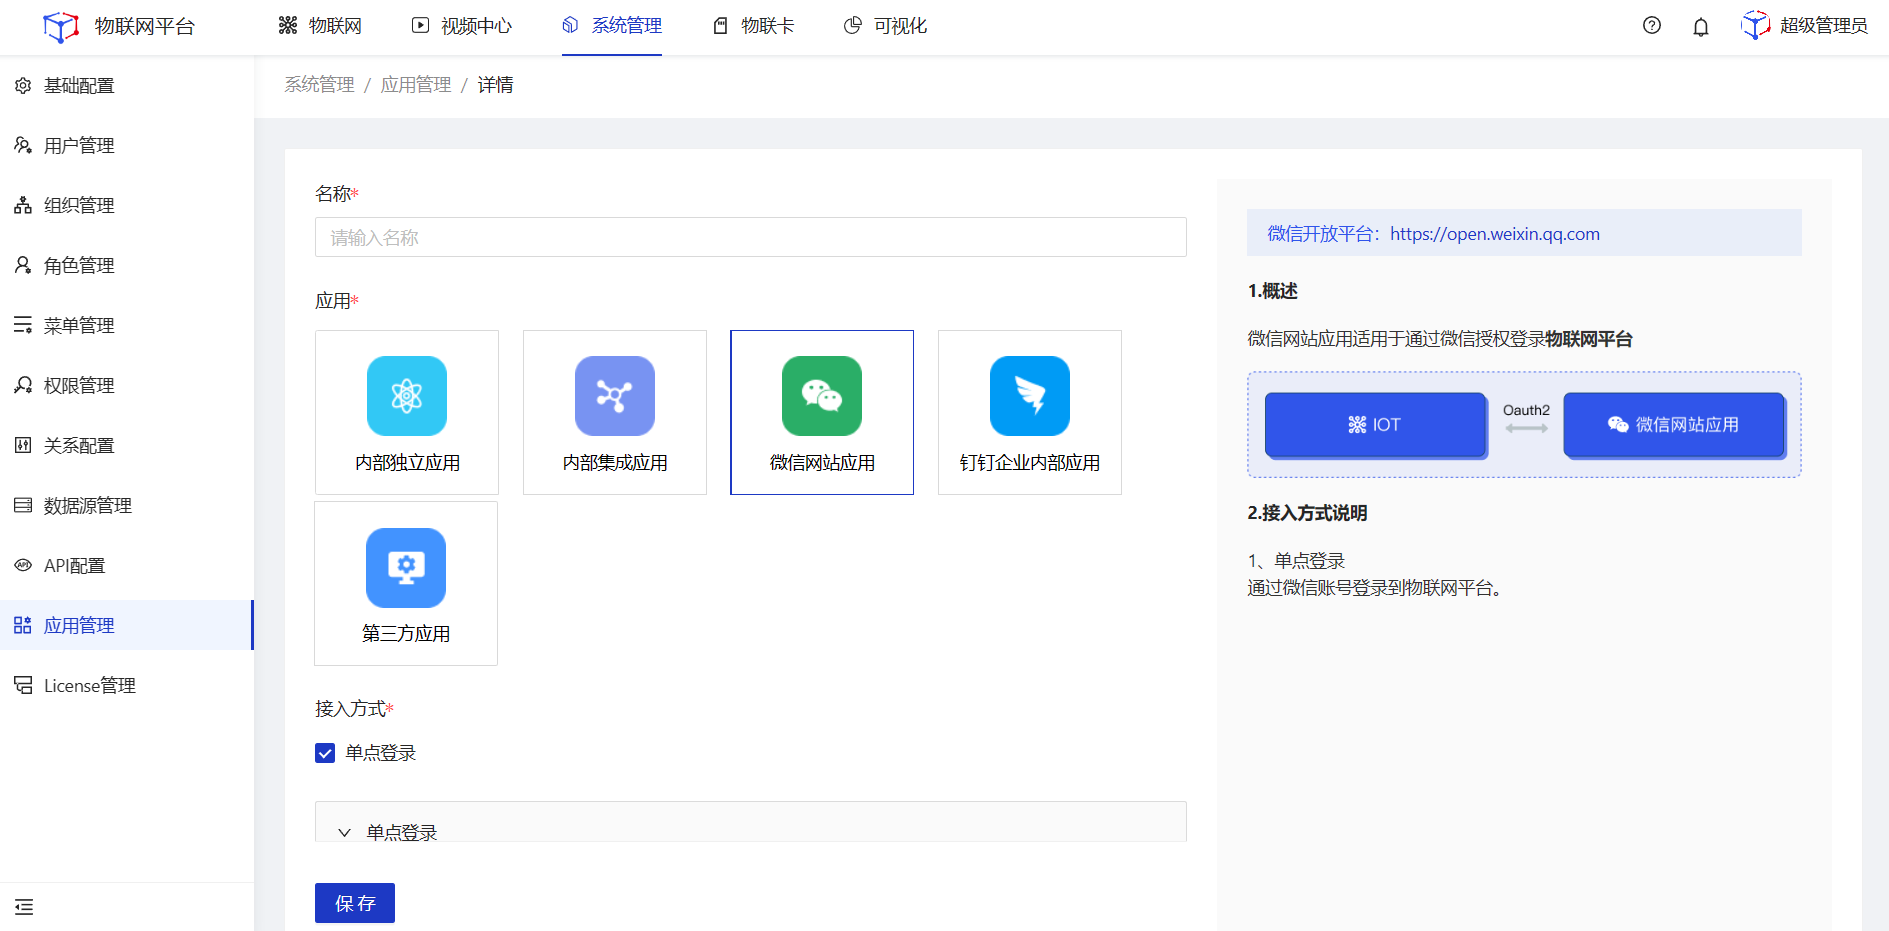 物联网平台
物联网
视频中心
系统管理
物联卡
可视化
超级管理员
基础配置
用户管理
组织管理
角色管理
菜单管理
权限管理
关系配置
数据源管理
API配置
应用管理
License管理
系统管理 / 应用管理 / 详情
名称*
请输入名称
应用*
内部独立应用
内部集成应用
微信网站应用
钉钉企业内部应用
第三方应用
接入方式*
单点登录
单点登录
保 存
微信开放平台：https://open.weixin.qq.com
1.概述
微信网站应用适用于通过微信授权登录物联网平台
IOT
Oauth2
微信网站应用
2.接入方式说明
1、单点登录
通过微信账号登录到物联网平台。